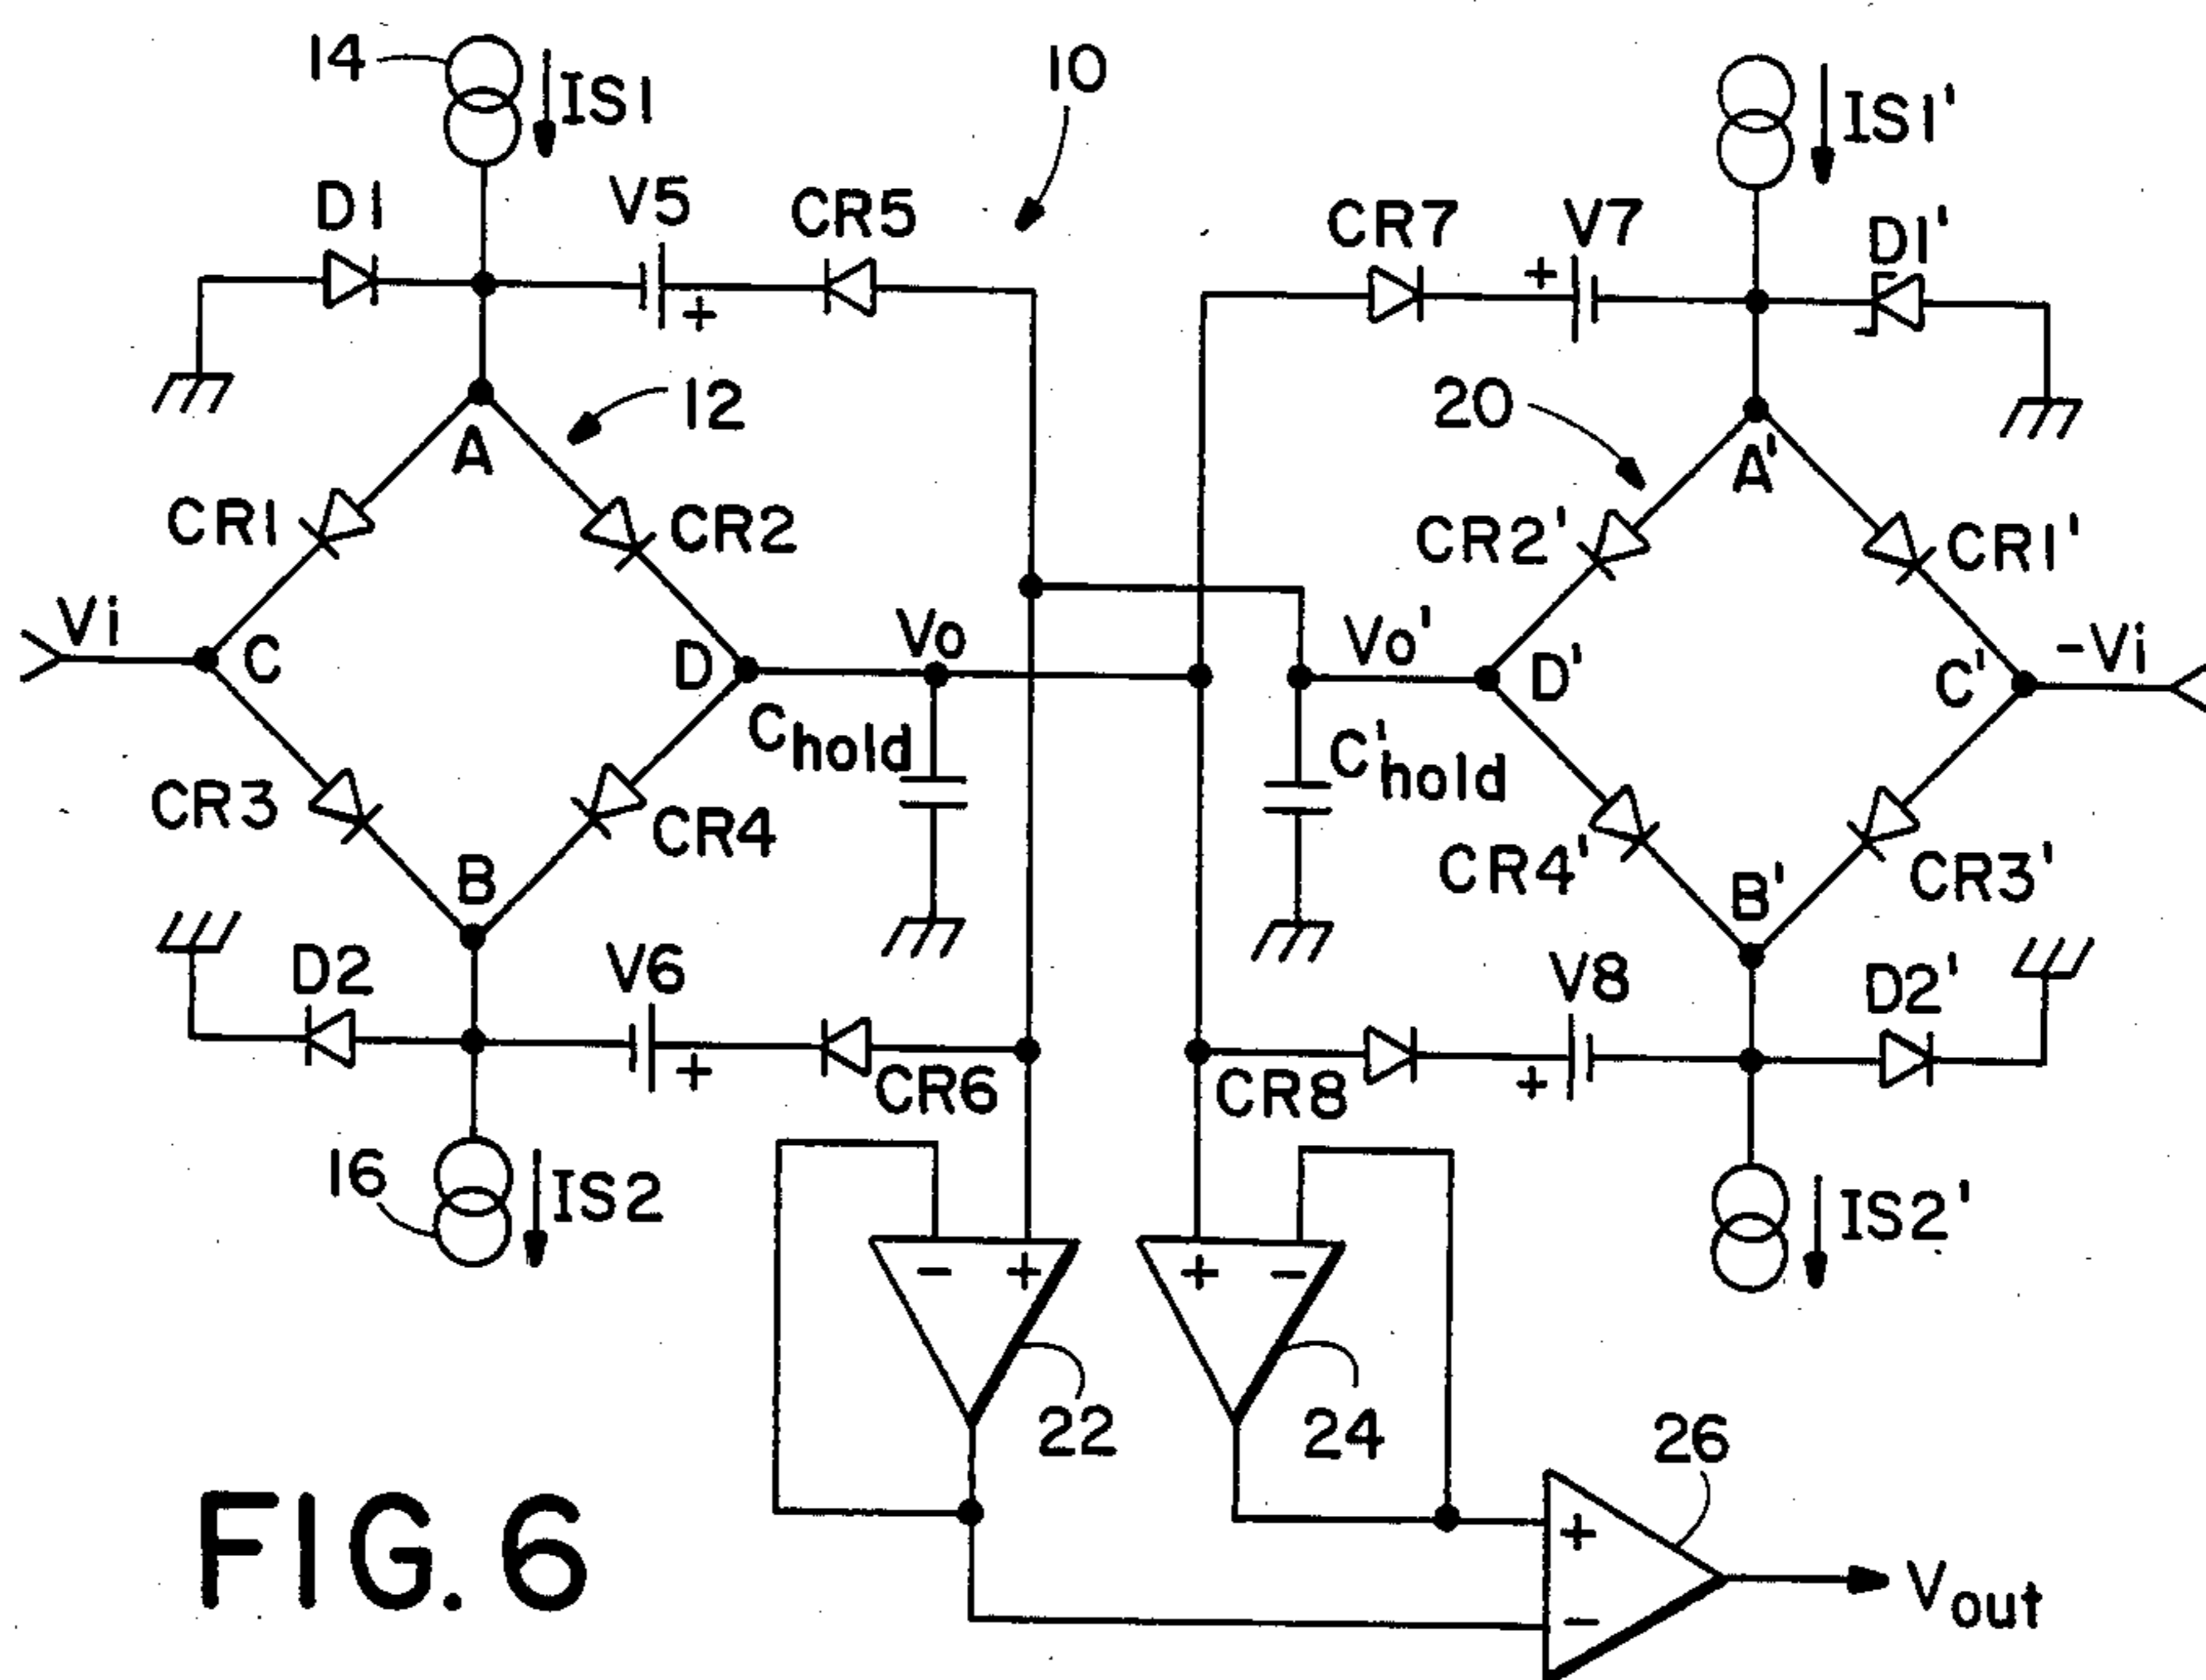 14
IS1
10
IS1'
D1
V5
CR5
CR7
V7
D1'
+
+
12
20
A
A'
CR1
CR2
CR2'
CR1'
Vi
C
D
Vo
Vo'
D'
C'
-Vi
Chold
C'hold
CR3
CR4
CR4'
CR3'
B
B'
D2
V6
V8
D2'
+
CR6
CR8
+
16
IS2
IS2'
- +
+ -
22
24
26
+
-
Vout
FIG. 6